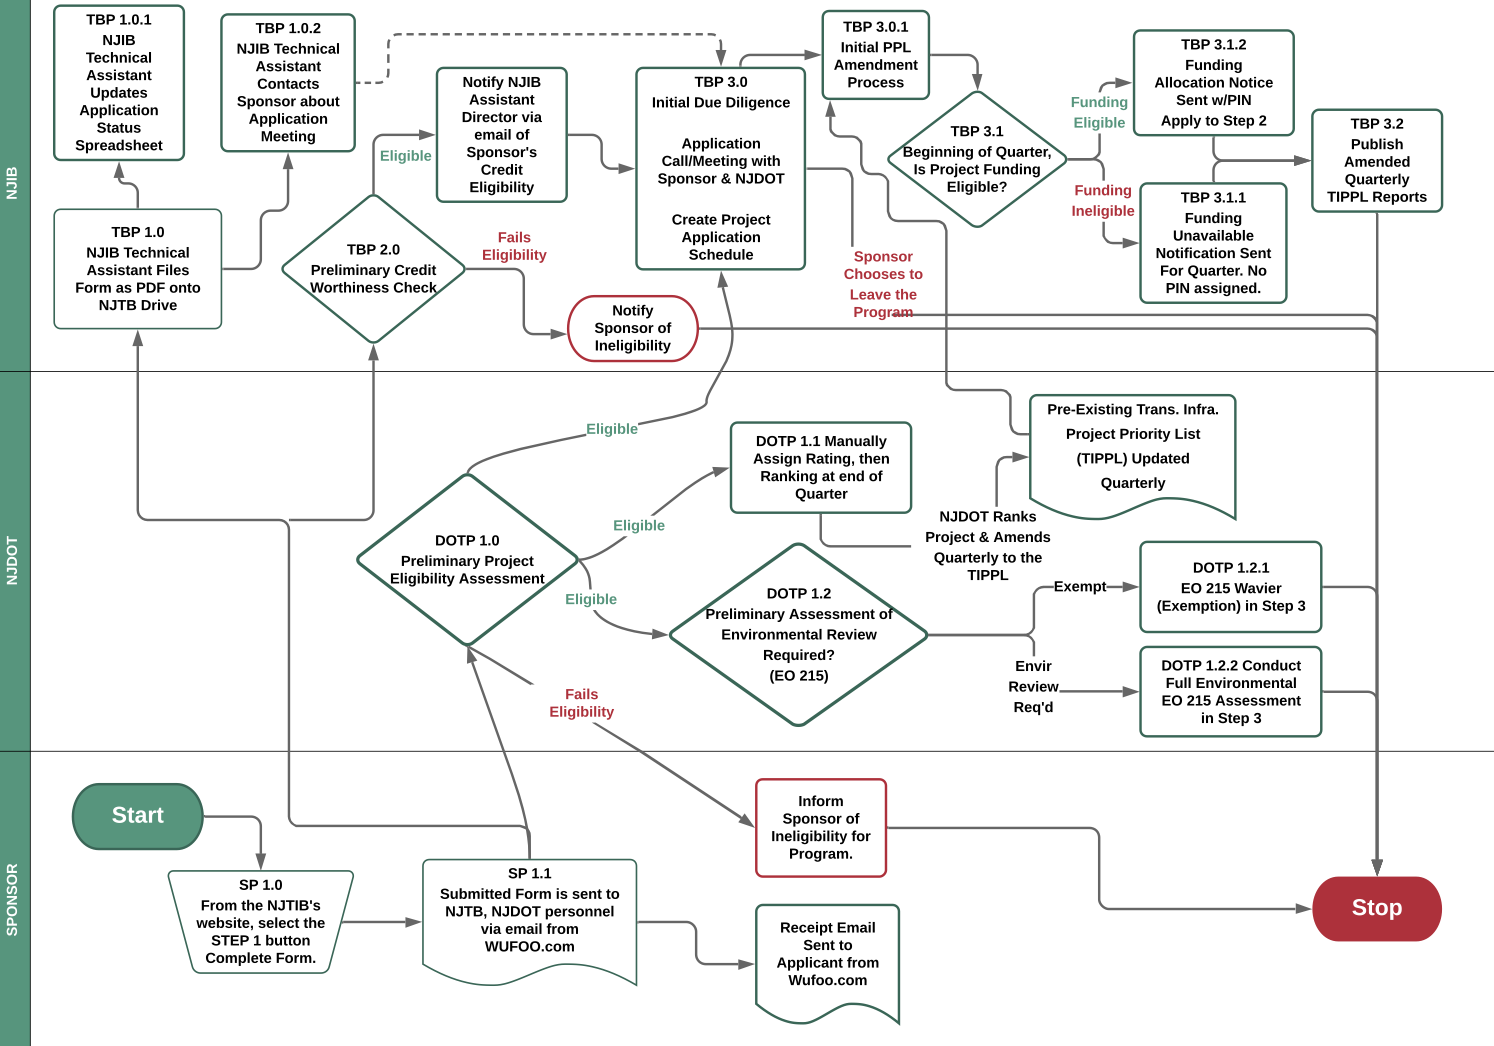 NJIB
TBP 1.0.1
NJIB
Technical
Assistant
Updates
Application
Status
Spreadsheet
TBP 1.0.2
NJIB Technical
Assistant
Contacts
Sponsor about
Application
Meeting
TBP 1.0
NJIB Technical
Assistant Files
Form as PDF onto
NJTB Drive
TBP 2.0
Preliminary Credit
Worthiness Check
Eligible
Fails
Eligibility
Notify NJIB
Assistant
Director via
email of
Sponsor's
Credit
Eligibility
Notify
Sponsor of
Ineligibility
TBP 3.0
Initial Due Diligence
Application
Call/Meeting with
Sponsor & NJDOT
Create Project
Application
Schedule
Sponsor
Chooses to
Leave the
Program
TBP 3.0.1
Initial PPL
Amendment
Process
TBP 3.1
Beginning of Quarter,
Is Project Funding
Eligible?
Funding
Eligible
Funding
Ineligible
TBP 3.1.2
Funding
Allocation Notice
Sent w/PIN
Apply to Step 2
TBP 3.1.1
Funding
Unavailable
Notification Sent
For Quarter. No
PIN assigned.
TBP 3.2
Publish
Amended
Quarterly
TIPPL Reports
NJDOT
DOTP 1.0
Preliminary Project
Eligibility Assessment
Eligible
Eligible
Eligible
Fails
Eligibility
DOTP 1.1 Manually
Assign Rating, then
Ranking at end of
Quarter
NJDOT Ranks
Project & Amends
Quarterly to the
TIPPL
Pre-Existing Trans. Infra.
Project Priority List
(TIPPL) Updated
Quarterly
DOTP 1.2
Preliminary Assessment of
Environmental Review
Required?
(EO 215)
Exempt
Envir
Review
Req'd
DOTP 1.2.1
EO 215 Wavier
(Exemption) in Step 3
DOTP 1.2.2 Conduct
Full Environmental
EO 215 Assessment
in Step 3
SPONSOR
Start
SP 1.0
From the NJTIB's
website, select the
STEP 1 button
Complete Form.
SP 1.1
Submitted Form is sent to
NJTB, NJDOT personnel
via email from
WUFOO.com
Inform
Sponsor of
Ineligibility for
Program.
Receipt Email
Sent to
Applicant from
Wufoo.com
Stop